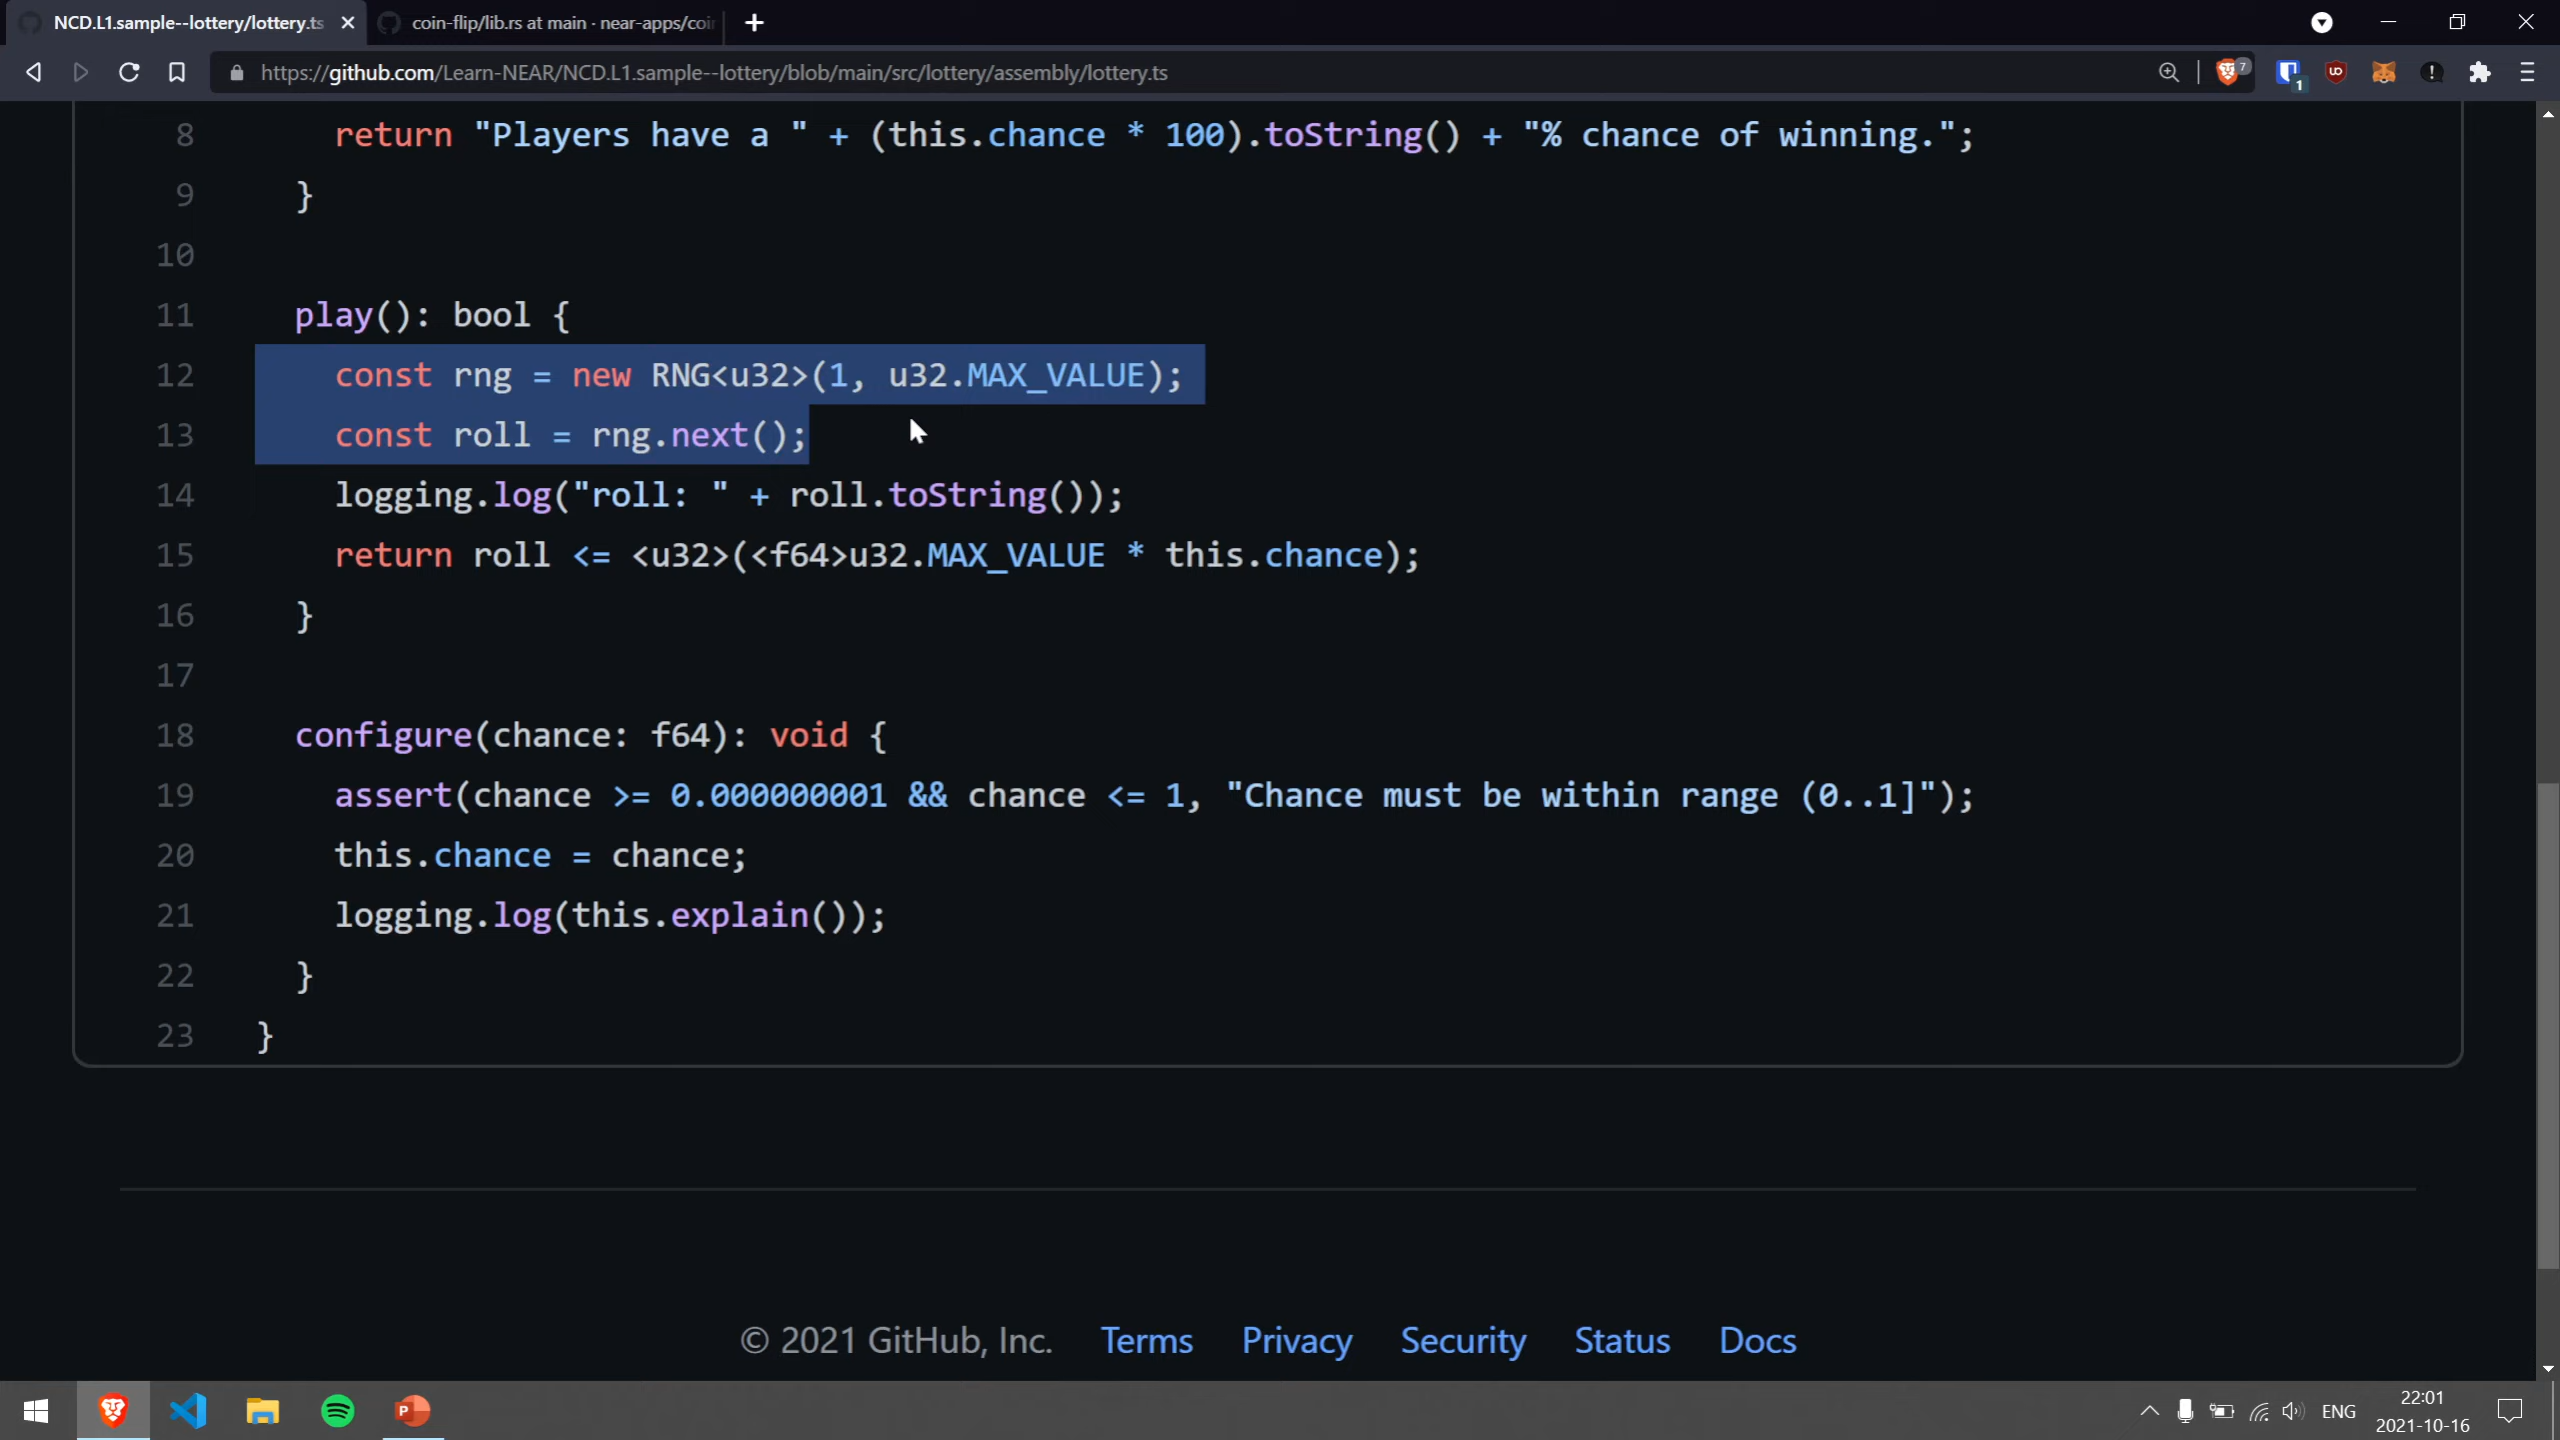 NCD.L1.sample--lottery/lottery.ts
coin-flip/lib.rs at main · near-apps/coi
https://github.com/Learn-NEAR/NCD.L1.sample--lottery/blob/main/src/lottery/assembly/lottery.ts
7
1
8 return "Players have a " + (this.chance * 100).toString() + "% chance of winning.";
9 }
10
11 play(): bool {
12 const rng = new RNG<u32>(1, u32.MAX_VALUE);
13 const roll = rng.next();
14 logging.log("roll: " + roll.toString());
15 return roll <= <u32>(<f64>u32.MAX_VALUE * this.chance);
16 }
17
18 configure(chance: f64): void {
19 assert(chance >= 0.000000001 && chance <= 1, "Chance must be within range (0..1]");
20 this.chance = chance;
21 logging.log(this.explain());
22 }
23 }
© 2021 GitHub, Inc. Terms Privacy Security Status Docs
ENG
22:01
2021-10-16